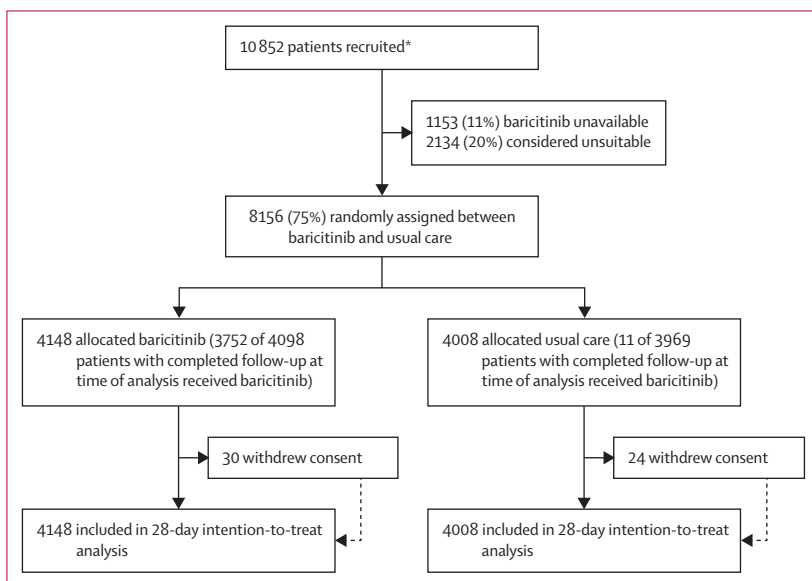 10 852 patients recruited*
1153 (11%) baricitinib unavailable
2134 (20%) considered unsuitable
8156 (75%) randomly assigned between
baricitinib and usual care
4148 allocated baricitinib (3752 of 4098
patients with completed follow-up at
time of analysis received baricitinib)
4008 allocated usual care (11 of 3969
patients with completed follow-up at
time of analysis received baricitinib)
30 withdrew consent
24 withdrew consent
4148 included in 28-day intention-to-treat
analysis
4008 included in 28-day intention-to-treat
analysis